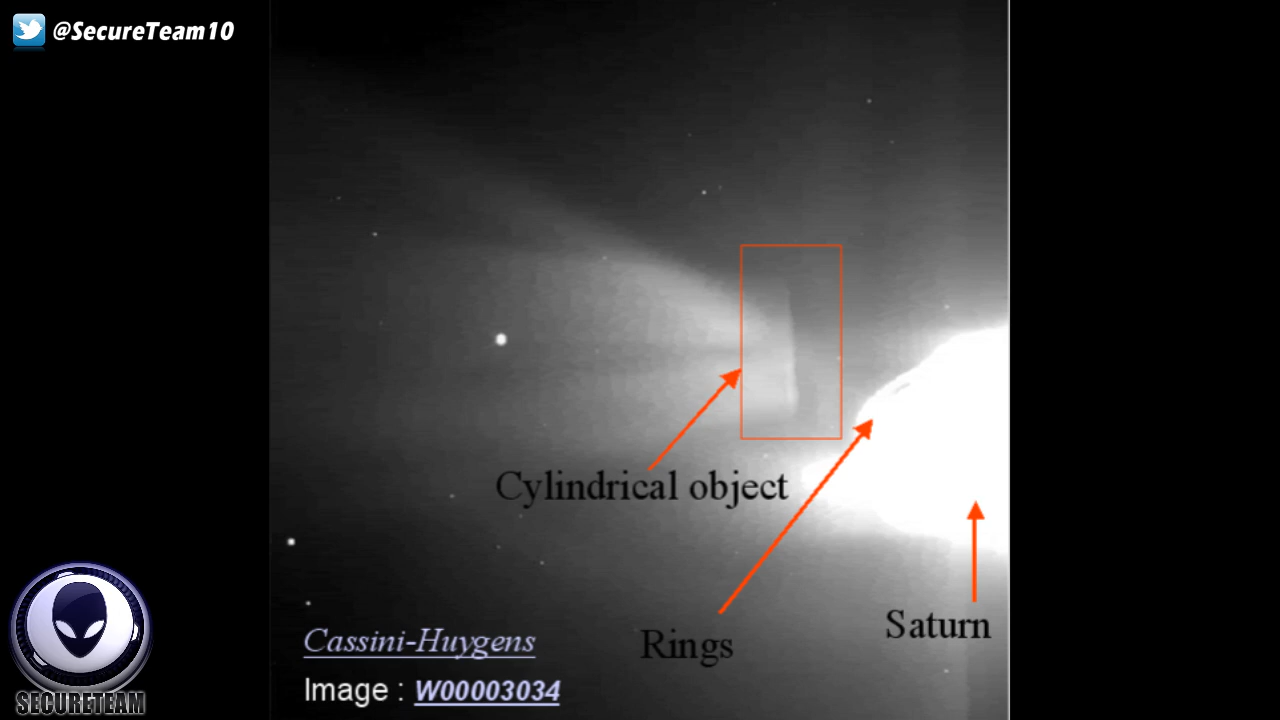 @SecureTeam10
Cylindrical object
Rings
Saturn
Cassini-Huygens
Image : W00003034
SECURETEAM